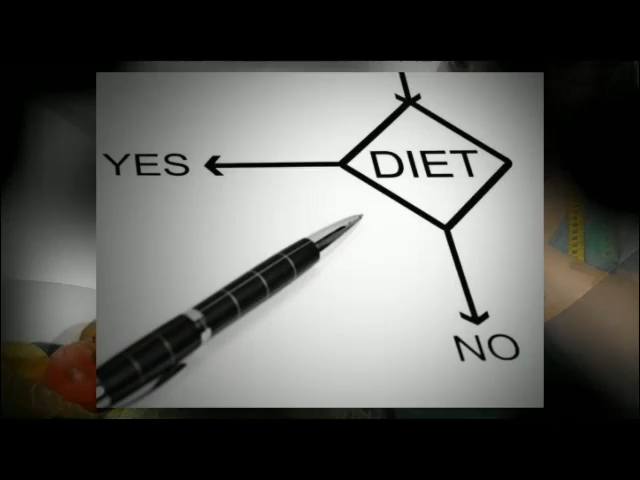 DIET
YES
NO